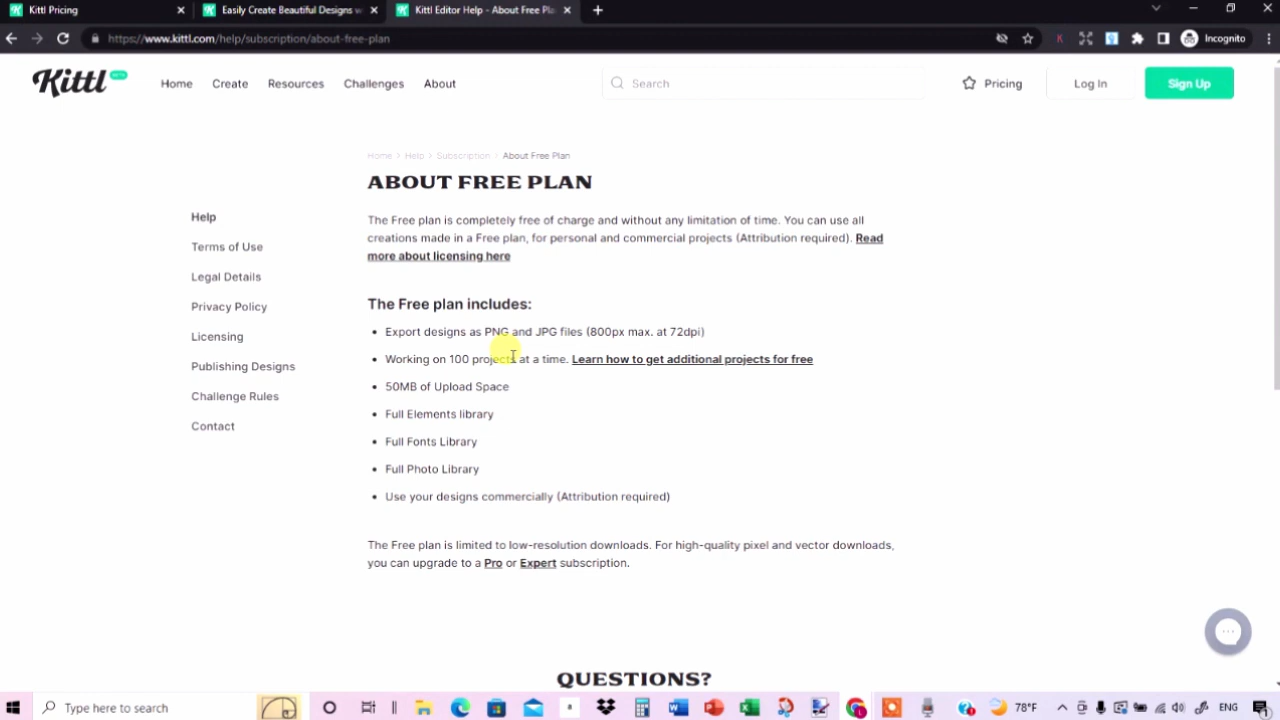 Kittl Pricing
Easily Create Beautiful Designs w
Kittl Editor Help - About Free Pla
https://www.kittl.com/help/subscription/about-free-plan
Incognito
Kittl BETA
Home
Create
Resources
Challenges
About
Search
Pricing
Log In
Sign Up
Home > Help > Subscription > About Free Plan
ABOUT FREE PLAN
Help
Terms of Use
Legal Details
Privacy Policy
Licensing
Publishing Designs
Challenge Rules
Contact
The Free plan is completely free of charge and without any limitation of time. You can use all
creations made in a Free plan, for personal and commercial projects (Attribution required). Read
more about licensing here
The Free plan includes:
• Export designs as PNG and JPG files (800px max. at 72dpi)
• Working on 100 projects at a time. Learn how to get additional projects for free
• 50MB of Upload Space
• Full Elements library
• Full Fonts Library
• Full Photo Library
• Use your designs commercially (Attribution required)
The Free plan is limited to low-resolution downloads. For high-quality pixel and vector downloads,
you can upgrade to a Pro or Expert subscription.
QUESTIONS?
Type here to search
78°F
ENG